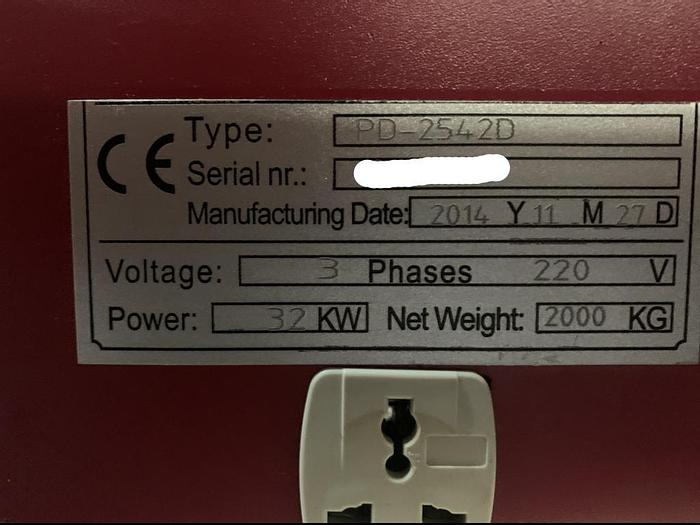 CE Type: PD-2542D
Serial nr.:
Manufacturing Date: 2014 Y 11 M 27 D
Voltage: 3 Phases 220 V
Power: 32 KW Net Weight: 2000 KG